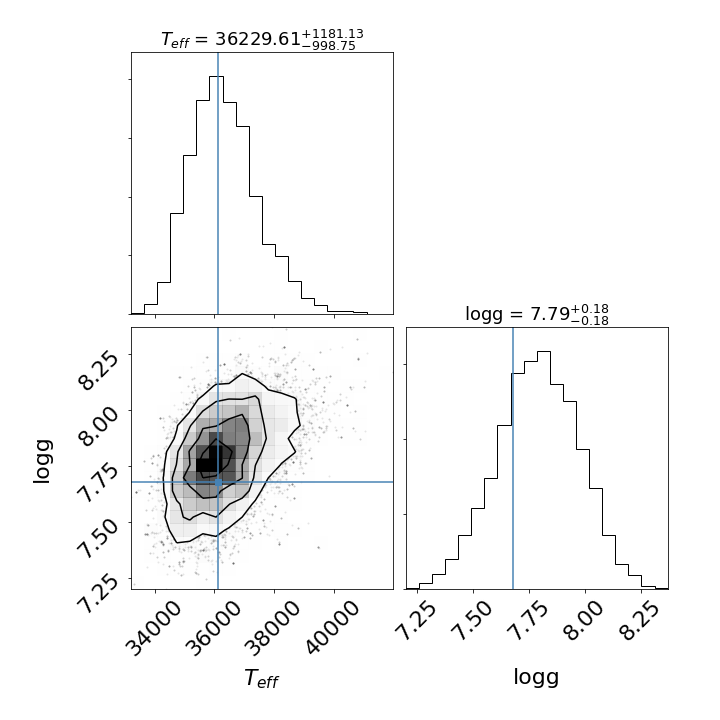 T_eff = 36229.61^{+1181.13}_{-998.75}
logg = 7.79^{+0.18}_{-0.18}
8.25
8.00
7.75
7.50
7.25
logg
34000 36000 38000 40000
T_eff
7.25 7.50 7.75 8.00 8.25
logg